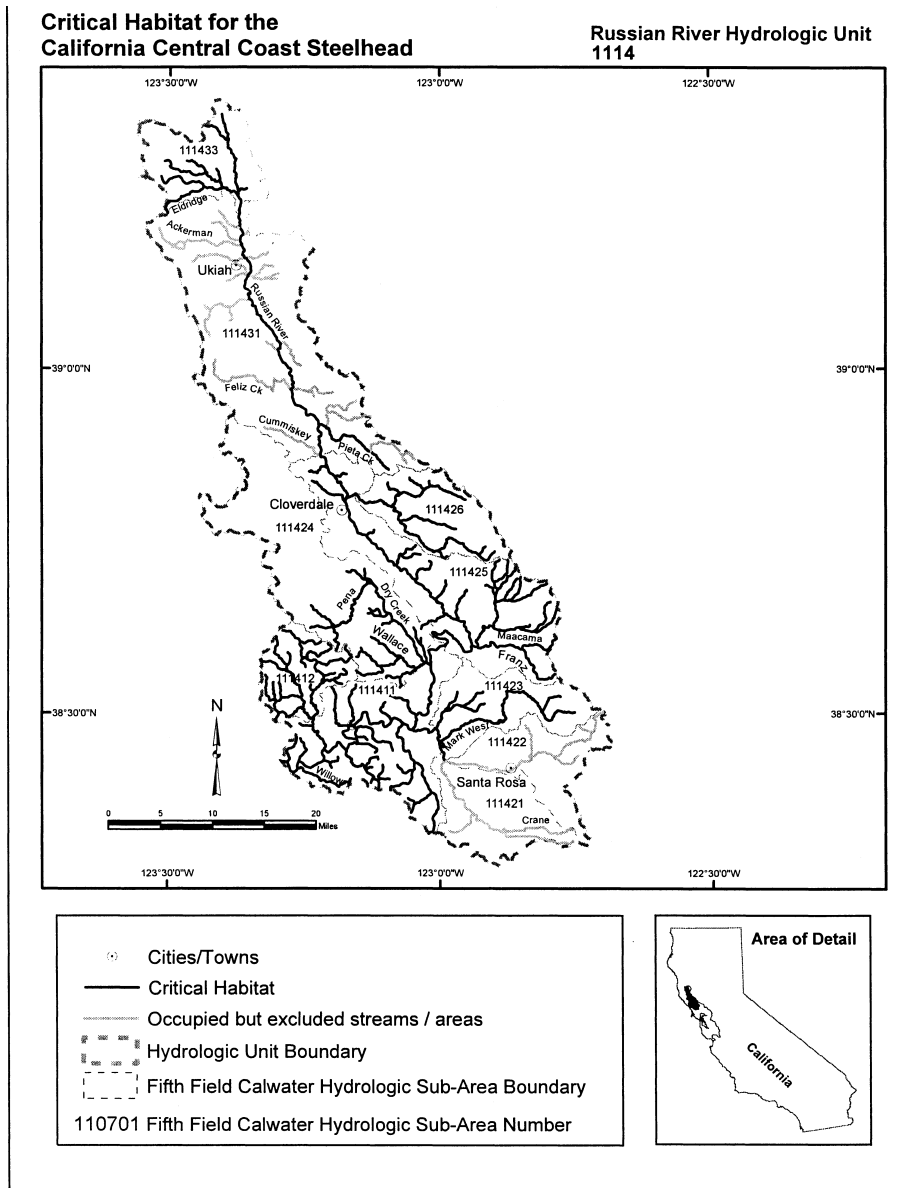 Critical Habitat for the
California Central Coast Steelhead
Russian River Hydrologic Unit
1114
123°30'0"W
123°0'0"W
122°30'0"W
111433
Eldridge
Ackerman
Ukiah
Russian River
111431
39°0'0"N
39°0'0"N
Feliz Ck
Cummiskey
Pieta Ck
Cloverdale
111424
111426
111425
Pena
Dry Creek
Wallace
Maacama
Franz
111412
111411
111423
38°30'0"N
38°30'0"N
N
Mark Wes
111422
Willow
Santa Rosa
111421
Crane
0 5 10 15 20
Miles
123°30'0"W
123°0'0"W
122°30'0"W
Cities/Towns
Critical Habitat
Occupied but excluded streams / areas
Hydrologic Unit Boundary
Fifth Field Calwater Hydrologic Sub-Area Boundary
110701 Fifth Field Calwater Hydrologic Sub-Area Number
Area of Detail
California